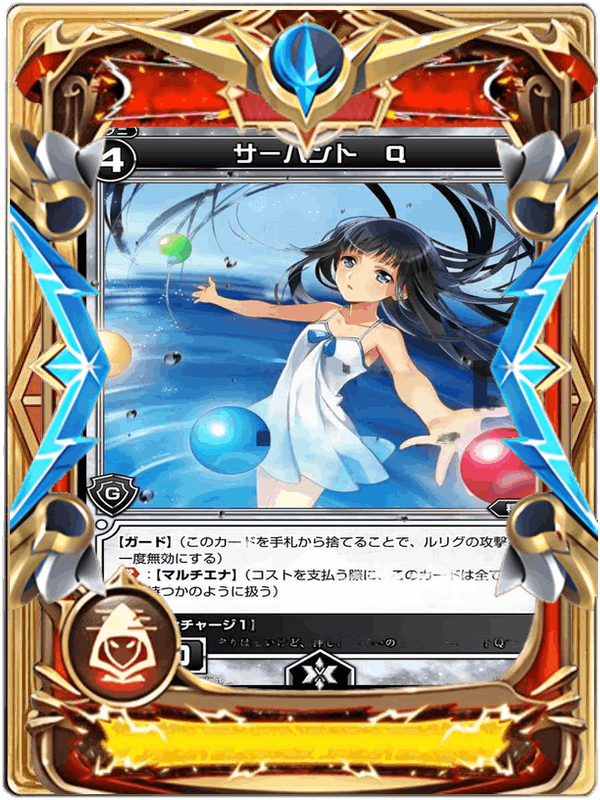 4
サーバント Q
G
【ガード】（このカードを手札から捨てることで、ルリグの攻撃
一度無効にする）
：【マルチエナ】（コストを支払う際に、このカードは全て
持つかのように扱う）
チャージ１】